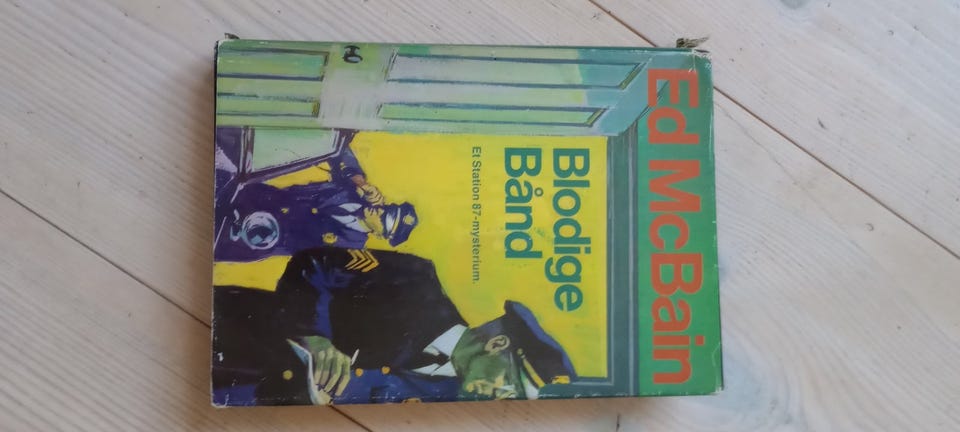 Ed McBain
Blodige
Bånd
Et Station 87-mysterium.